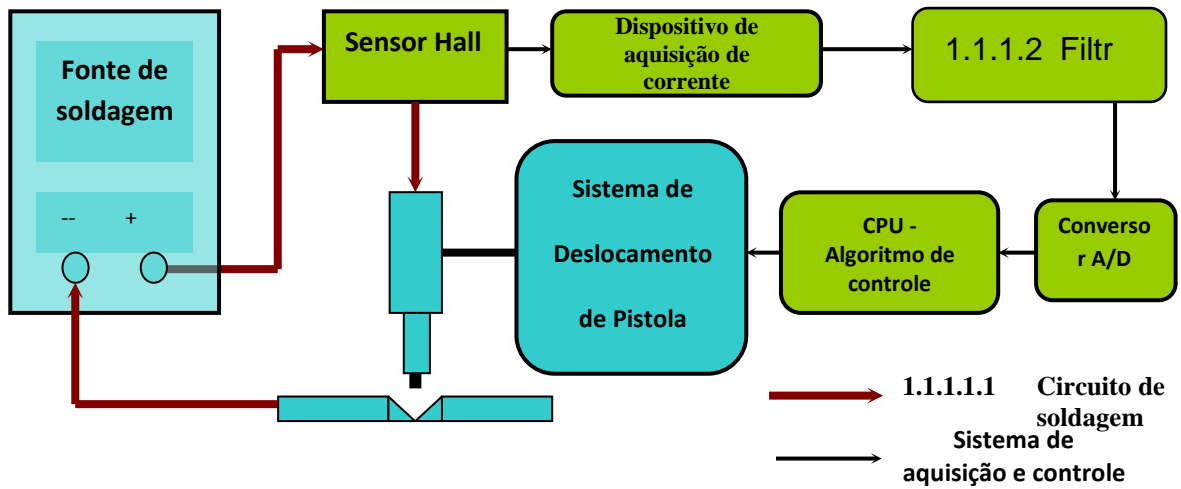 Fonte de
soldagem
-- +
Sensor Hall
Dispositivo de
aquisição de
corrente
1.1.1.2 Filtr
Converso
r A/D
CPU -
Algoritmo de
controle
Sistema de
Deslocamento
de Pistola
1.1.1.1.1 Circuito de
soldagem
Sistema de
aquisição e controle